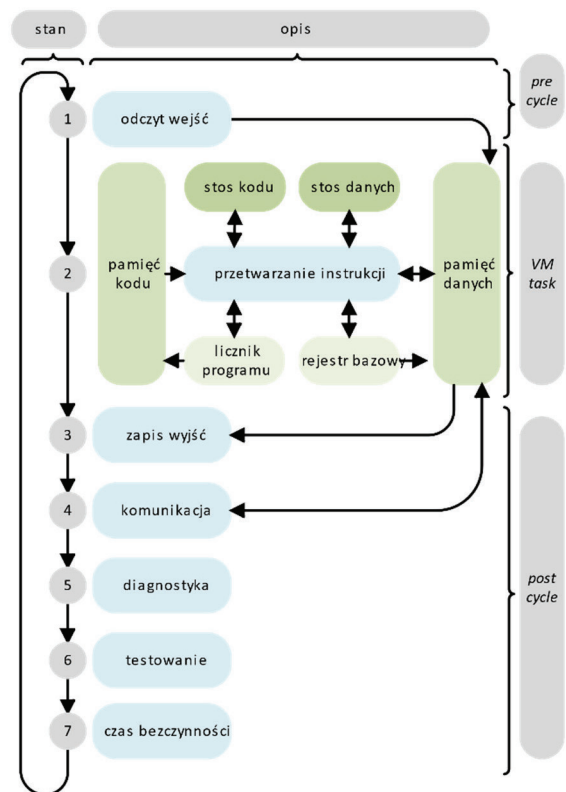 stan
opis
pre
cycle
1
odczyt wejść
stos kodu
stos danych
pamięć
kodu
2
przetwarzanie instrukcji
pamięć
danych
VM
task
licznik
programu
rejestr bazowy
3
zapis wyjść
4
komunikacja
5
diagnostyka
post
cycle
6
testowanie
7
czas bezczynności